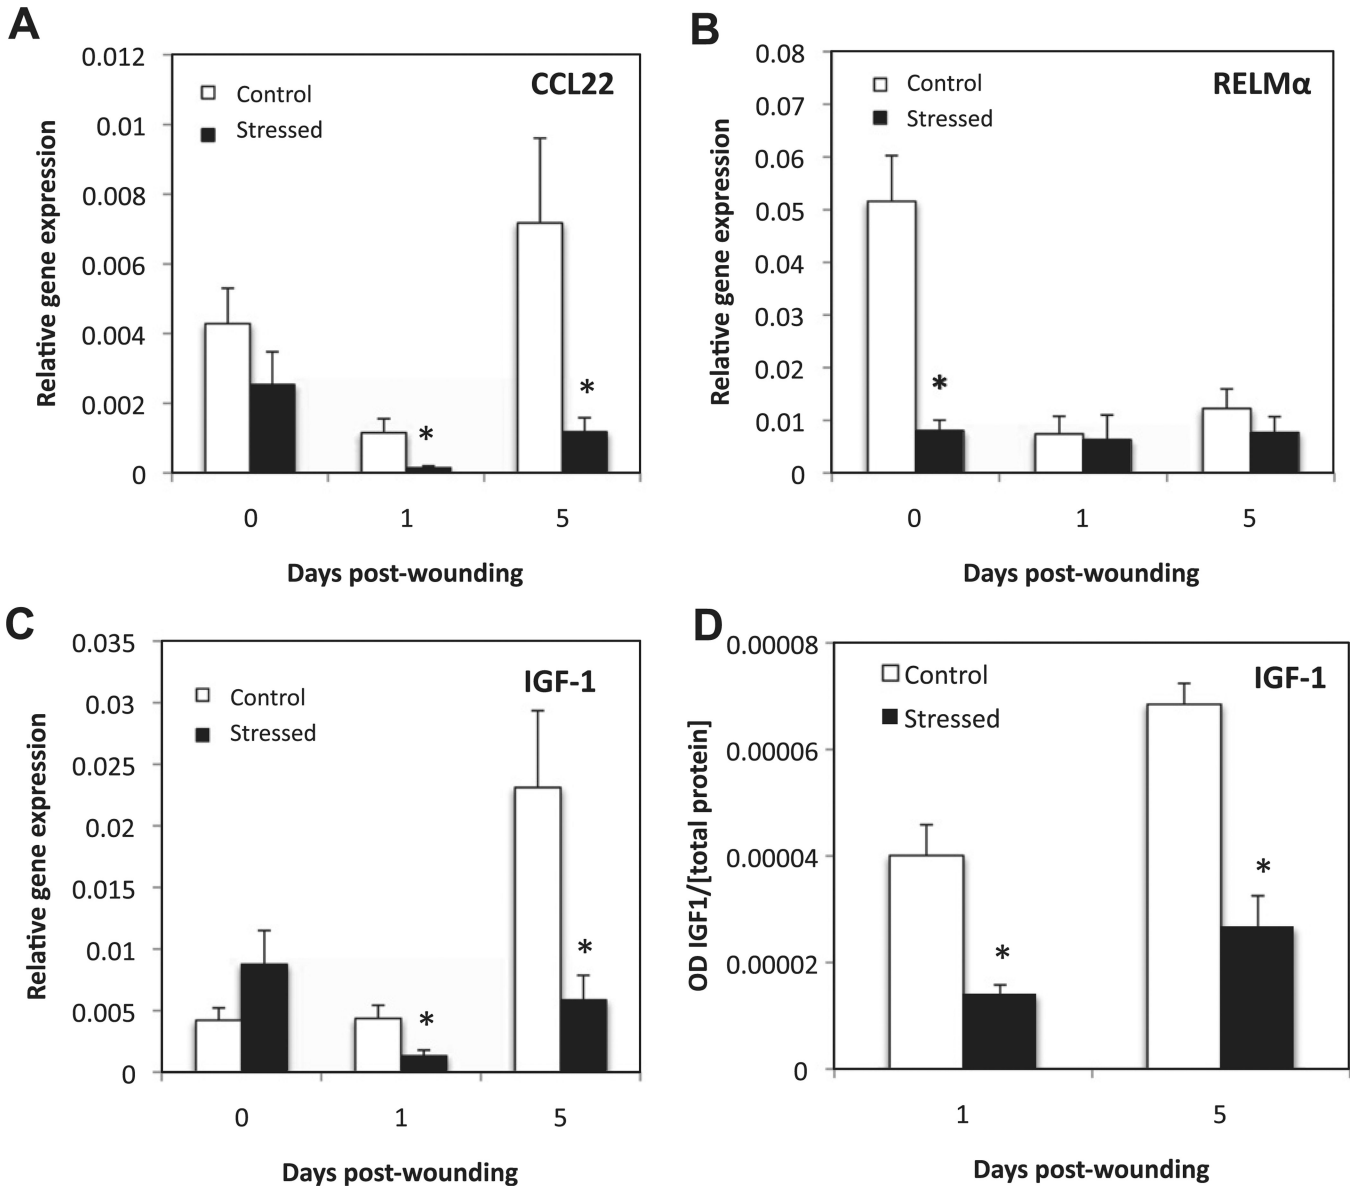 A
Relative gene expression
0.012
0.01
0.008
0.006
0.004
0.002
0
Control
Stressed
CCL22
*
*
0 1 5
Days post-wounding
B
Relative gene expression
0.08
0.07
0.06
0.05
0.04
0.03
0.02
0.01
0
Control
Stressed
RELMα
*
0 1 5
Days post-wounding
C
Relative gene expression
0.035
0.03
0.025
0.02
0.015
0.01
0.005
0
Control
Stressed
IGF-1
*
*
0 1 5
Days post-wounding
D
OD IGF1/[total protein]
0.00008
0.00006
0.00004
0.00002
0
Control
Stressed
IGF-1
*
*
1 5
Days post-wounding